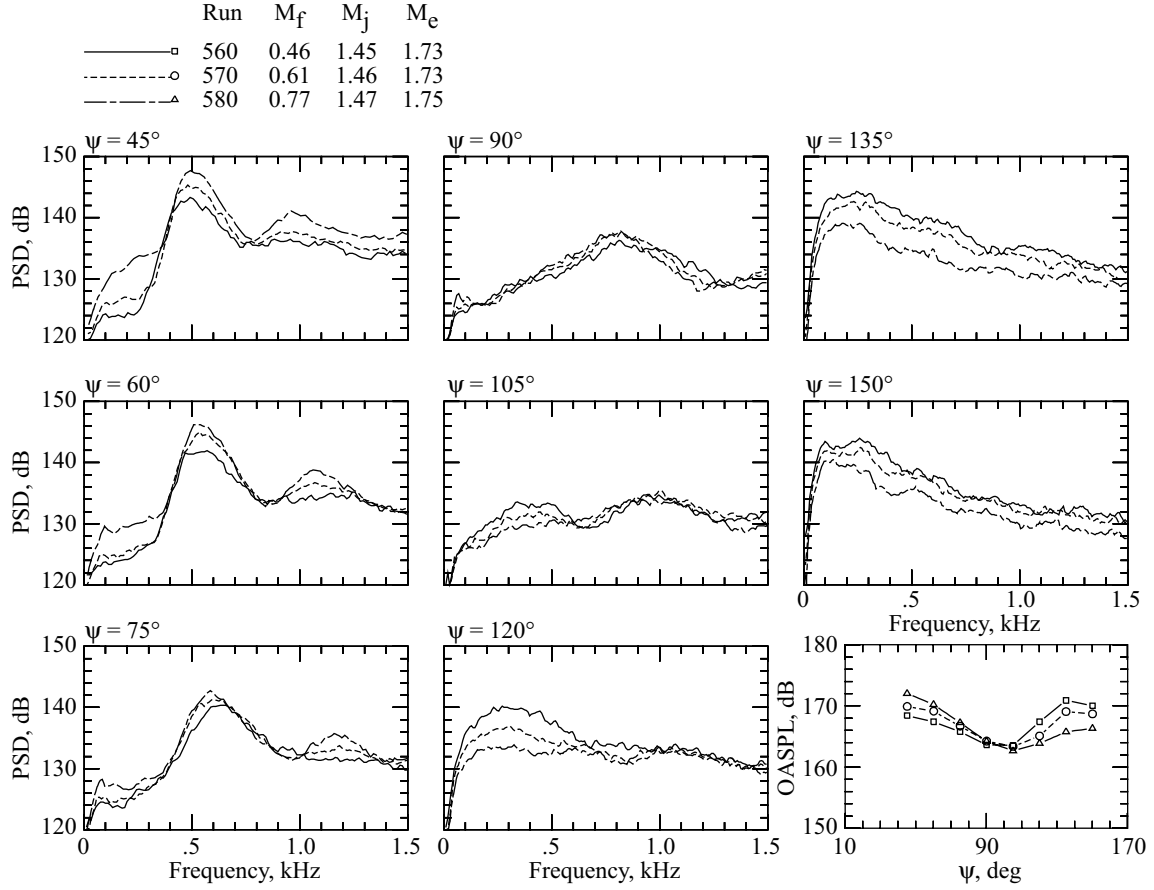 Run M_f M_j M_e
560 0.46 1.45 1.73
570 0.61 1.46 1.73
580 0.77 1.47 1.75
ψ = 45°
150
140
130
120
PSD, dB
ψ = 90°
ψ = 135°
ψ = 60°
150
140
130
120
PSD, dB
ψ = 105°
ψ = 150°
0 .5 1.0 1.5
Frequency, kHz
ψ = 75°
150
140
130
120
PSD, dB
0 .5 1.0 1.5
Frequency, kHz
ψ = 120°
0 .5 1.0 1.5
Frequency, kHz
180
170
160
150
OASPL, dB
10 90 170
ψ, deg